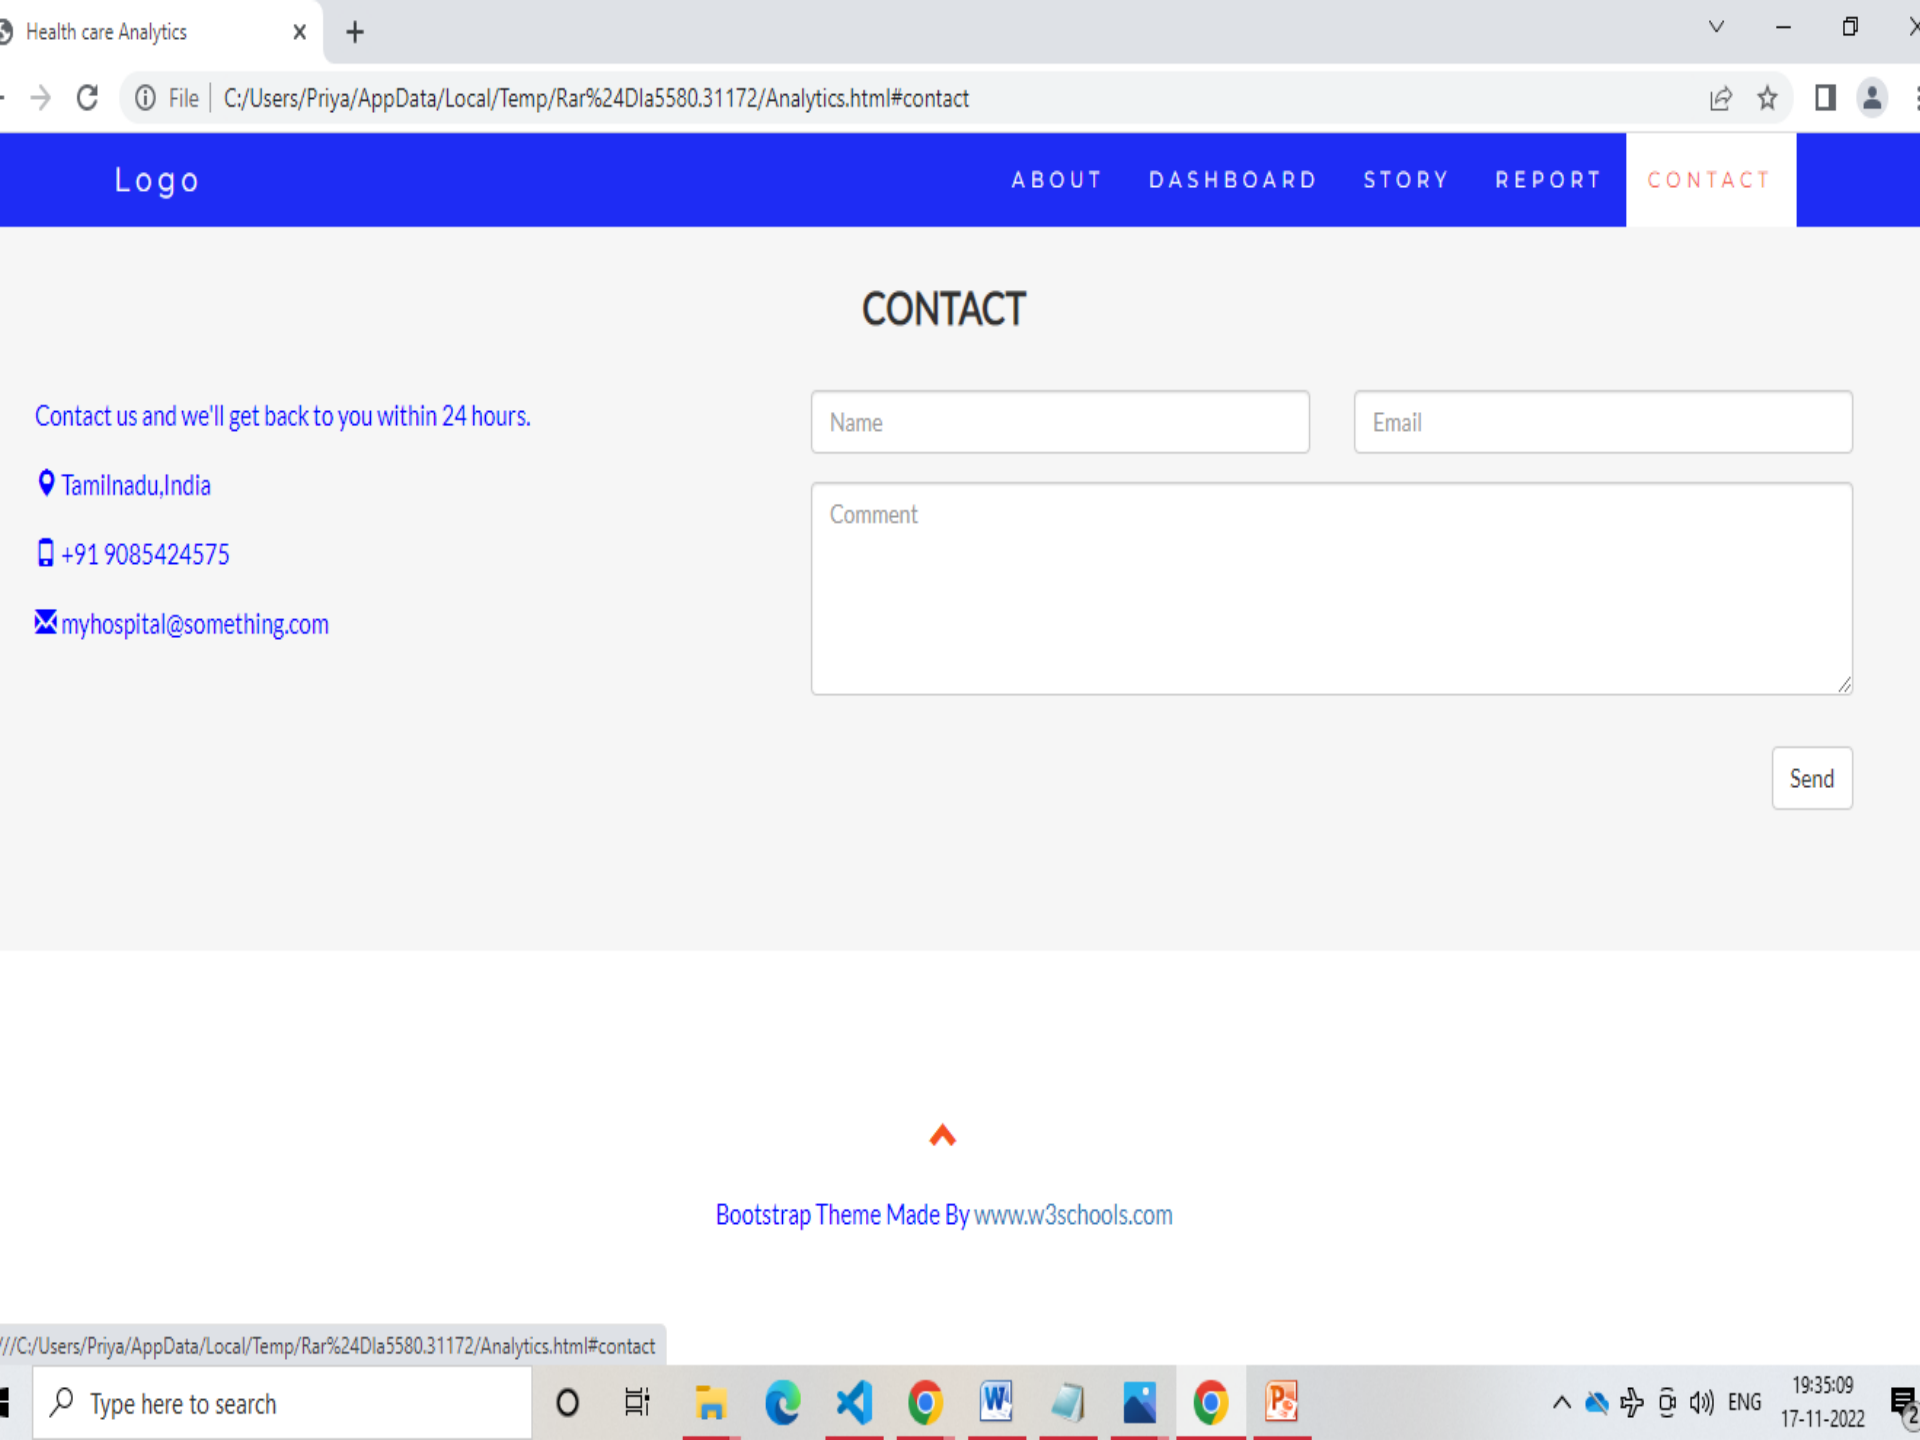 Health care Analytics
File
C:/Users/Priya/AppData/Local/Temp/Rar%24DIa5580.31172/Analytics.html#contact
Logo
ABOUT
DASHBOARD
STORY
REPORT
CONTACT
CONTACT
Contact us and we'll get back to you within 24 hours.
Name
Email
Tamilnadu,India
Comment
+91 9085424575
myhospital@something.com
Send
Bootstrap Theme Made By www.w3schools.com
///C:/Users/Priya/AppData/Local/Temp/Rar%24DIa5580.31172/Analytics.html#contact
Type here to search
ENG
19:35:09
17-11-2022
2